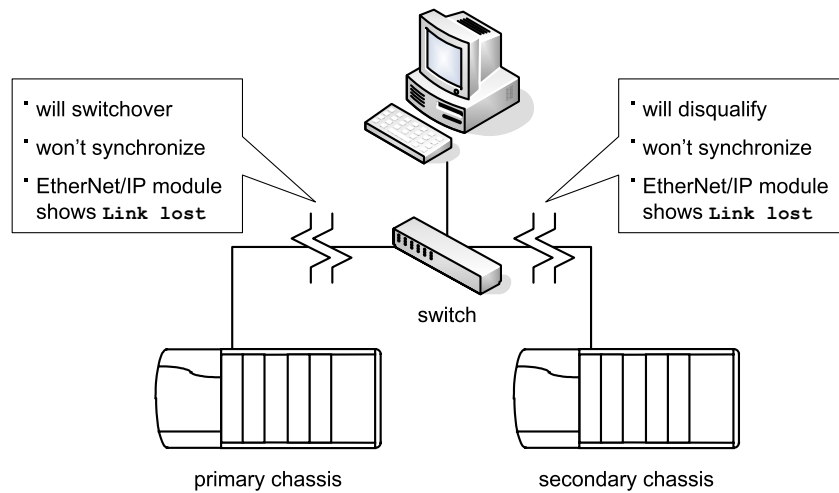 ▪ will switchover
▪ won't synchronize
▪ EtherNet/IP module
shows Link lost
▪ will disqualify
▪ won't synchronize
▪ EtherNet/IP module
shows Link lost
switch
primary chassis
secondary chassis